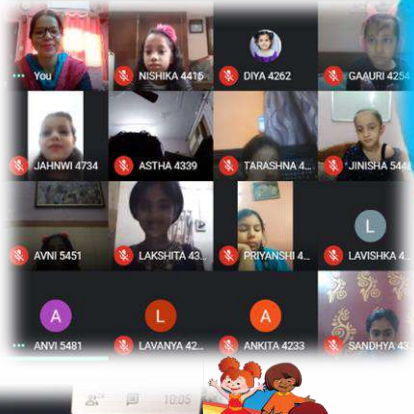 You
NISHIKA 4416
DIYA 4262
GAAURI 4254
JAHNWI 4734
ASTHA 4339
TARASHNA 4...
JINISHA 544
AVNI 5451
LAKSHITA 43...
PRIYANSHI 4...
L
LAVISHKA 4
A
L
A
ANVI 5481
LAVANYA 42...
ANKITA 4233
SANDHYA 43
10:05